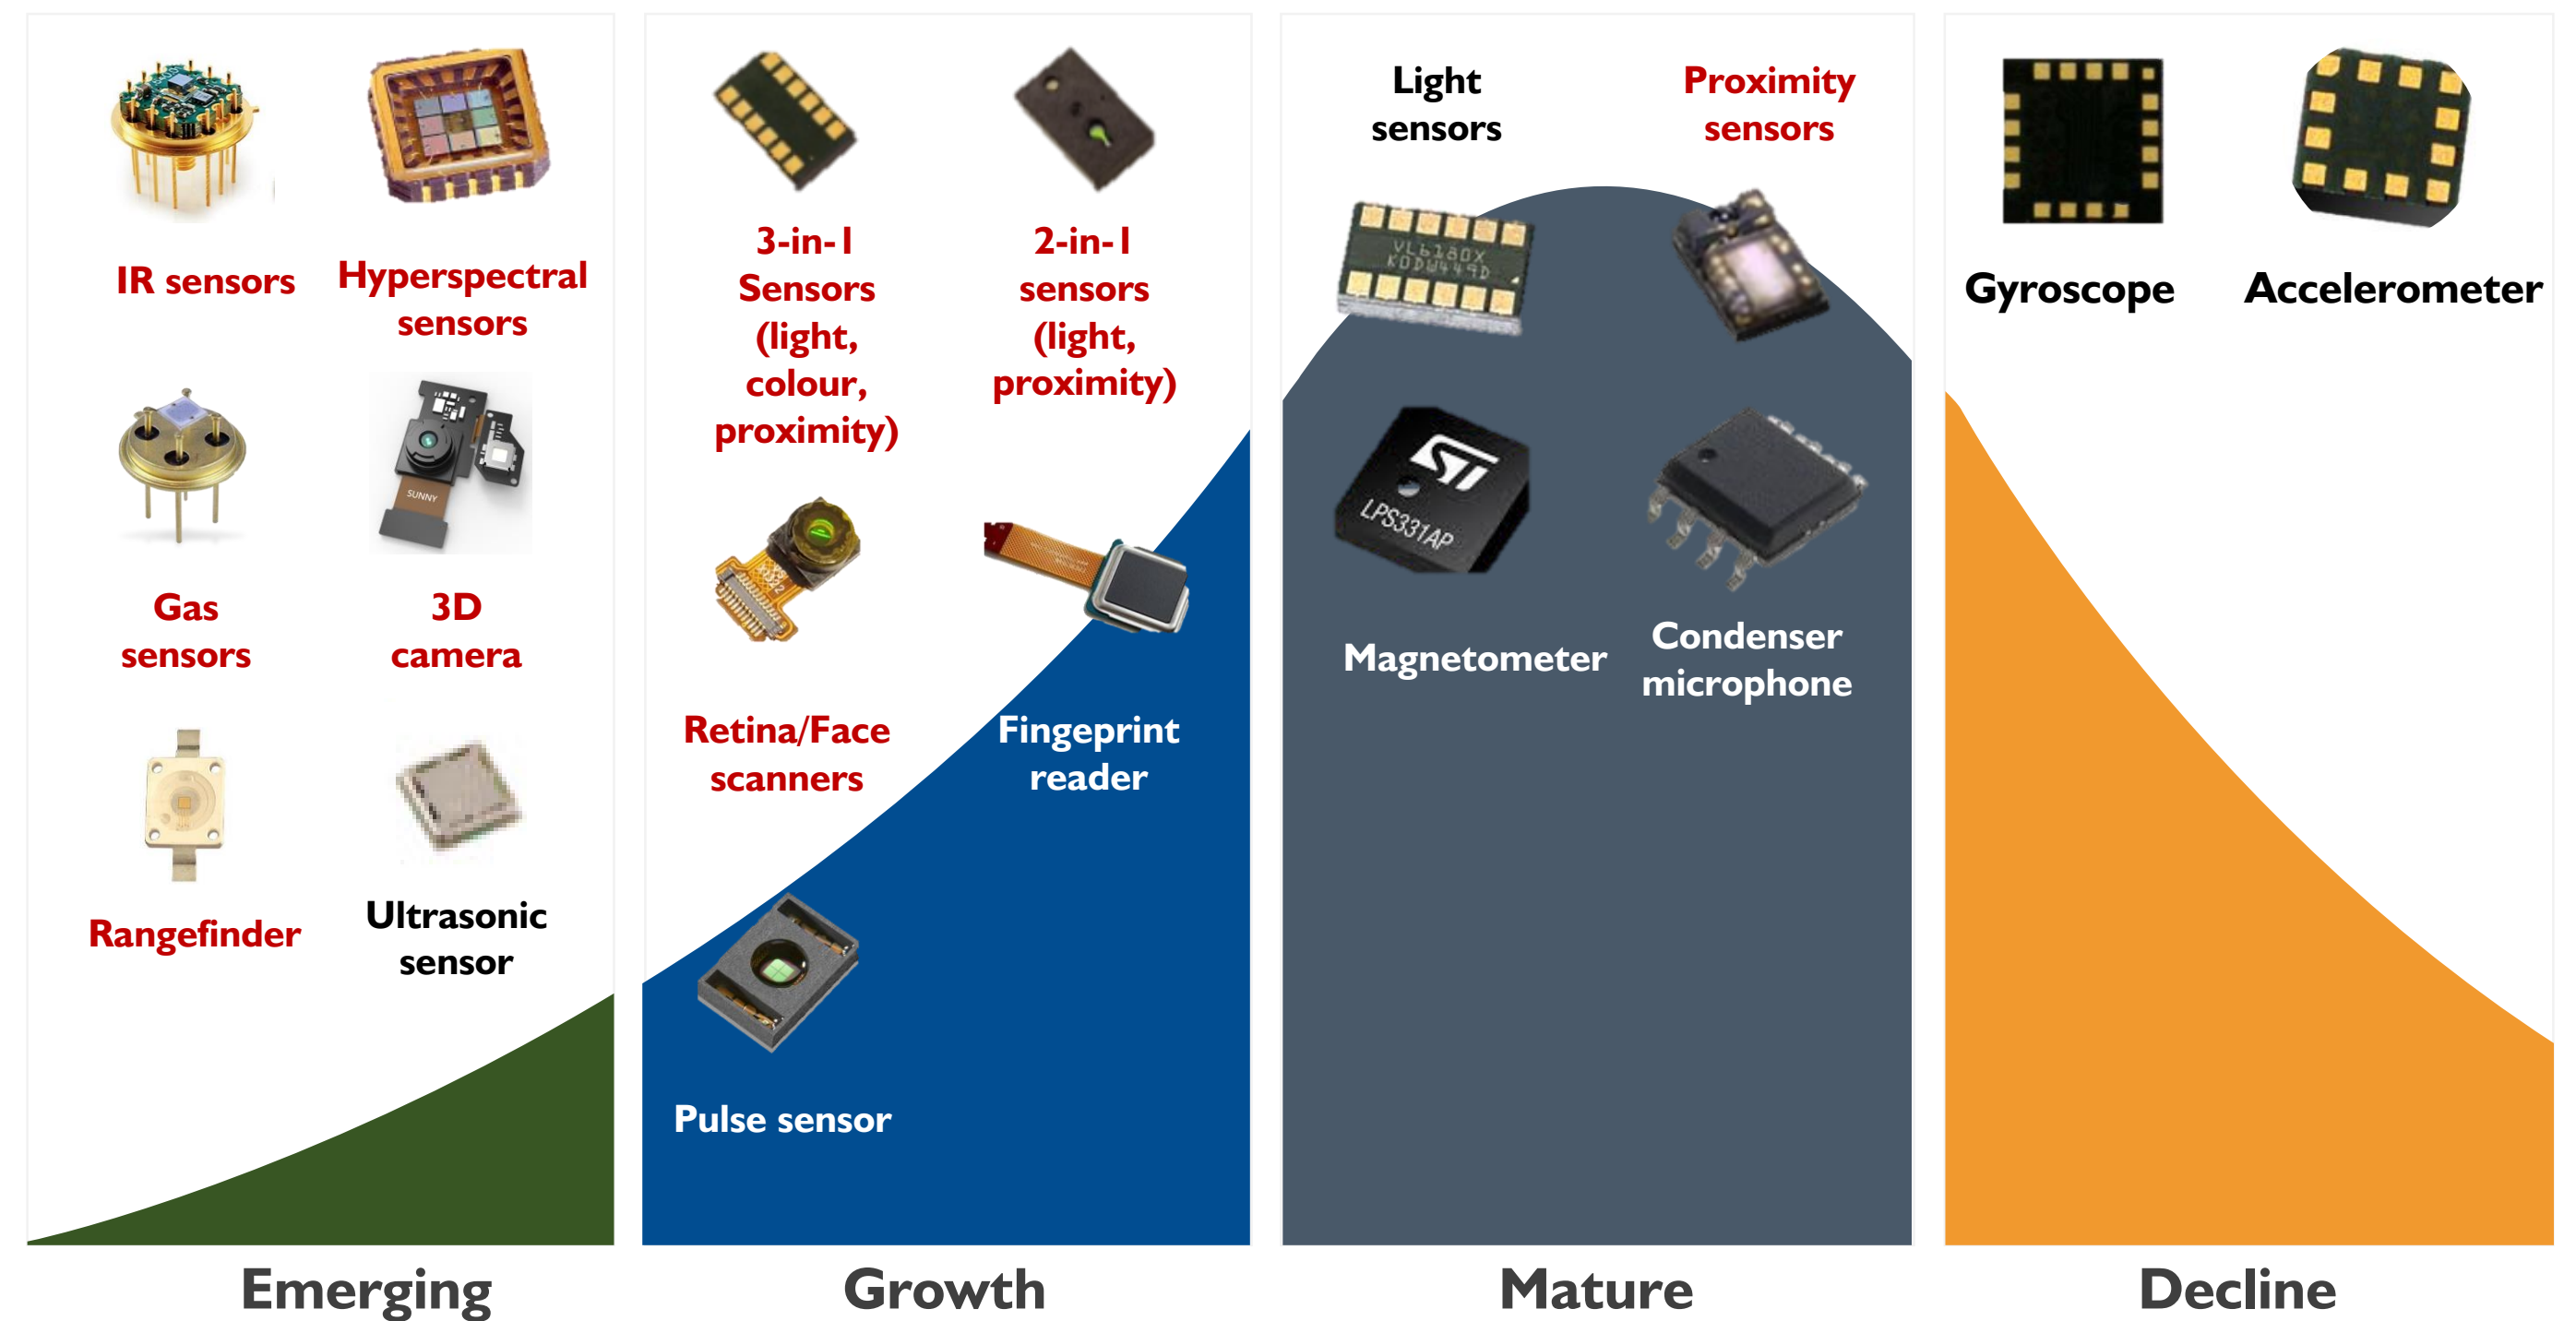 IR sensors
Hyperspectral
sensors
SUNNY
Gas
sensors
3D
camera
Rangefinder
Ultrasonic
sensor
Emerging
3-in-1
Sensors
(light,
colour,
proximity)
2-in-1
sensors
(light,
proximity)
Retina/Face
scanners
Fingeprint
reader
Pulse sensor
Growth
Light
sensors
Proximity
sensors
VL6180X
ST
LPS331AP
Magnetometer
Condenser
microphone
Mature
Gyroscope
Accelerometer
Decline